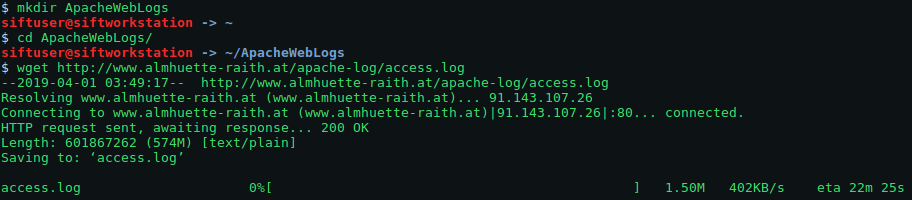 $ mkdir ApacheWebLogs
siftuser@siftworkstation -> ~
$ cd ApacheWebLogs/
siftuser@siftworkstation -> ~/ApacheWebLogs
$ wget http://www.almhuette-raith.at/apache-log/access.log
--2019-04-01 03:49:17--  http://www.almhuette-raith.at/apache-log/access.log
Resolving www.almhuette-raith.at (www.almhuette-raith.at)... 91.143.107.26
Connecting to www.almhuette-raith.at (www.almhuette-raith.at)|91.143.107.26|:80... connected.
HTTP request sent, awaiting response... 200 OK
Length: 601867262 (574M) [text/plain]
Saving to: ‘access.log’
access.log                     0%[                                             ]   1.50M   402KB/s    eta 22m 25s